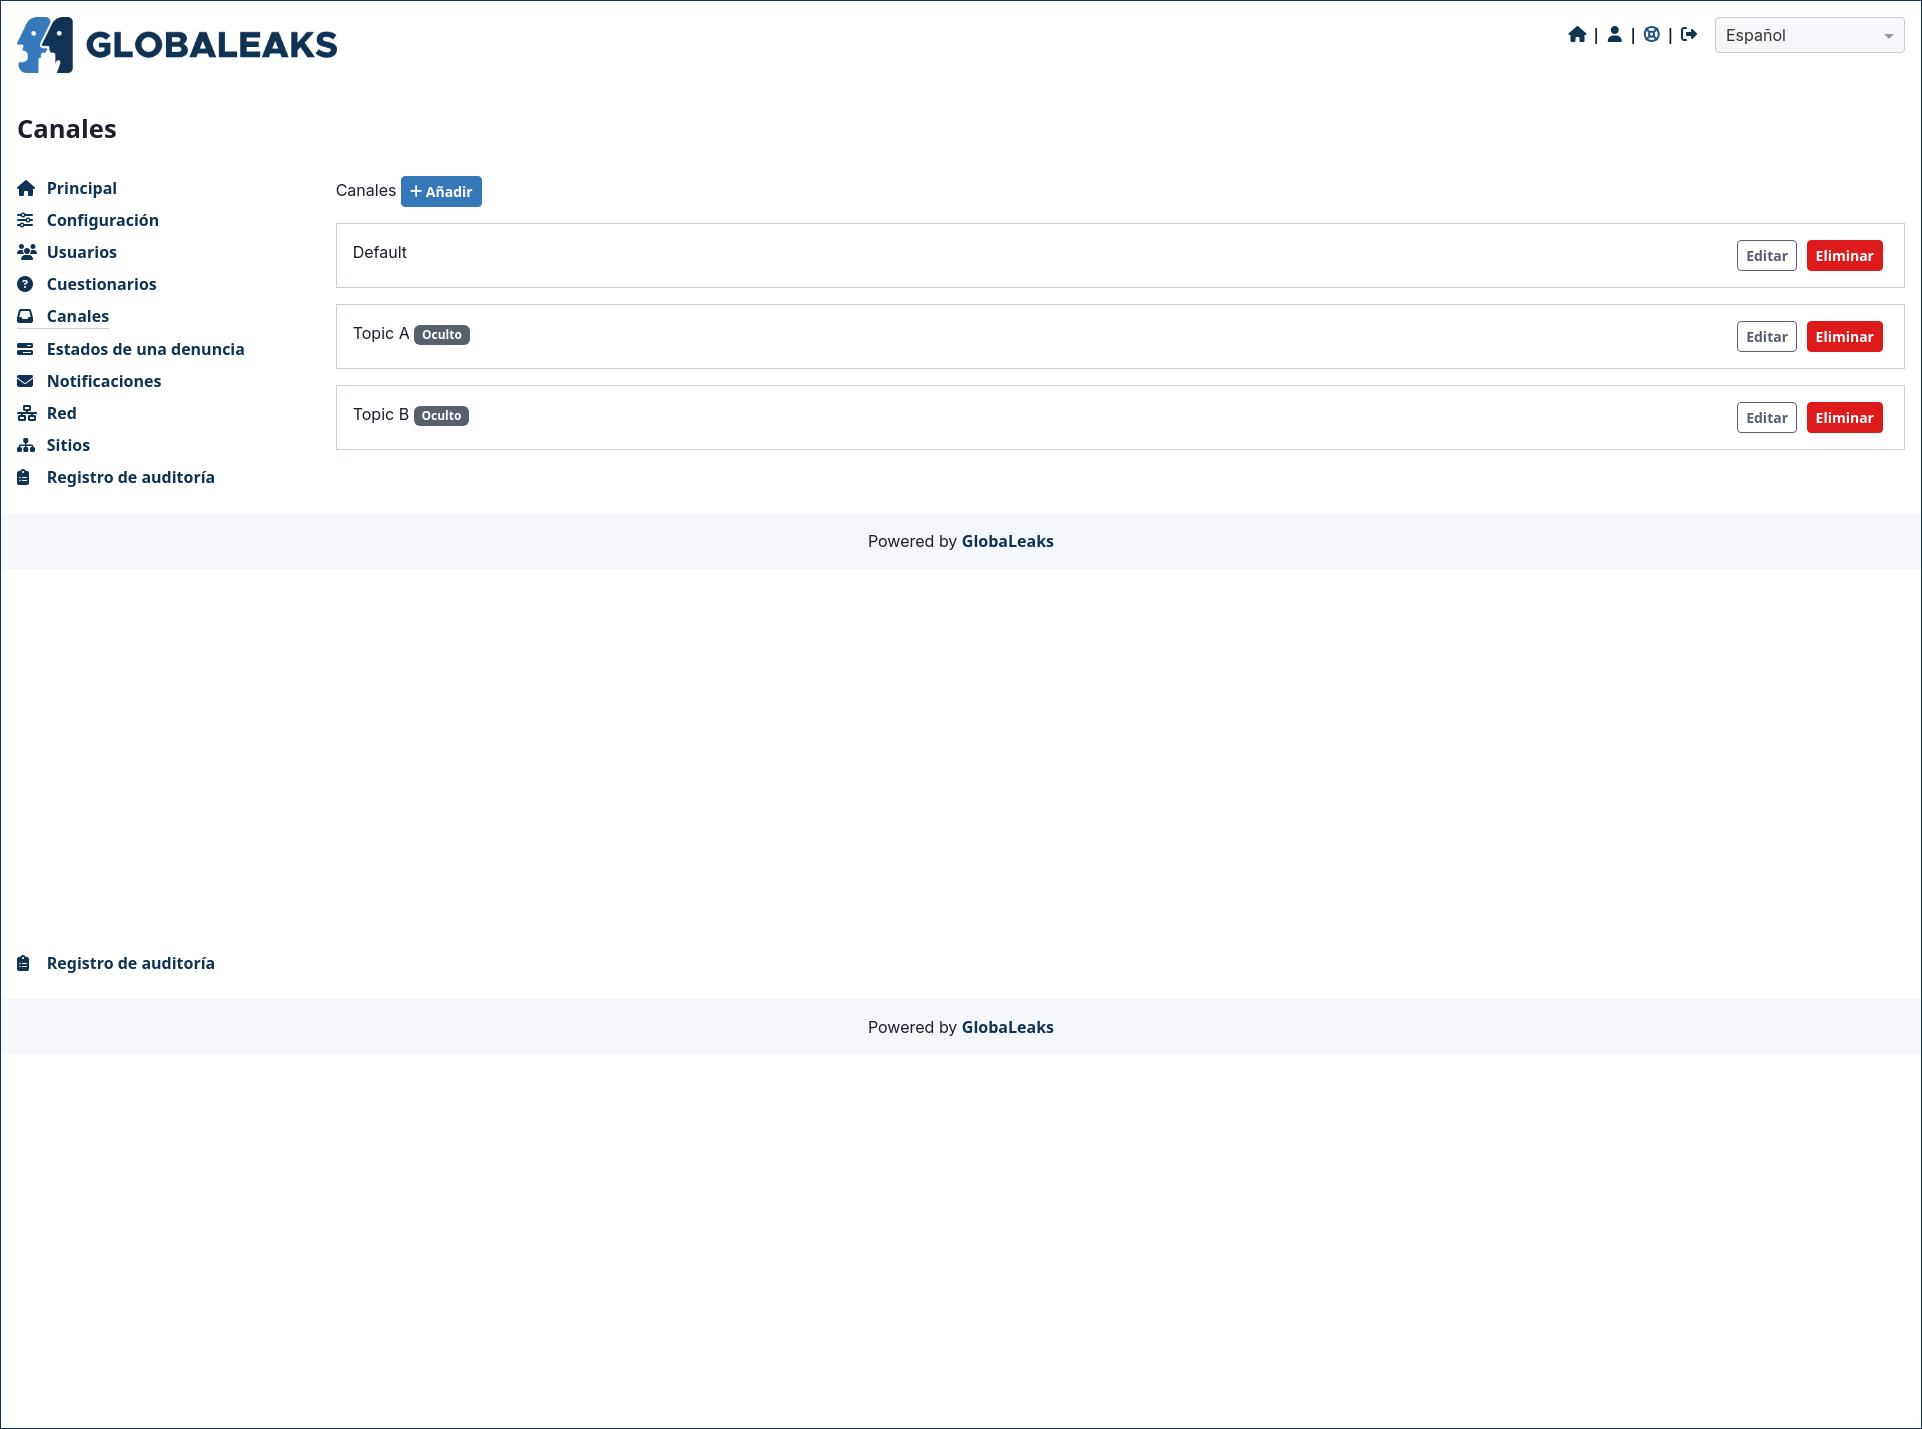 GLOBALEAKS
| | | Español
Canales
Principal
Configuración
Usuarios
Cuestionarios
Canales
Estados de una denuncia
Notificaciones
Red
Sitios
Registro de auditoría
Canales + Añadir
Default Editar Eliminar
Topic A Oculto Editar Eliminar
Topic B Oculto Editar Eliminar
Powered by GlobaLeaks
Registro de auditoría
Powered by GlobaLeaks